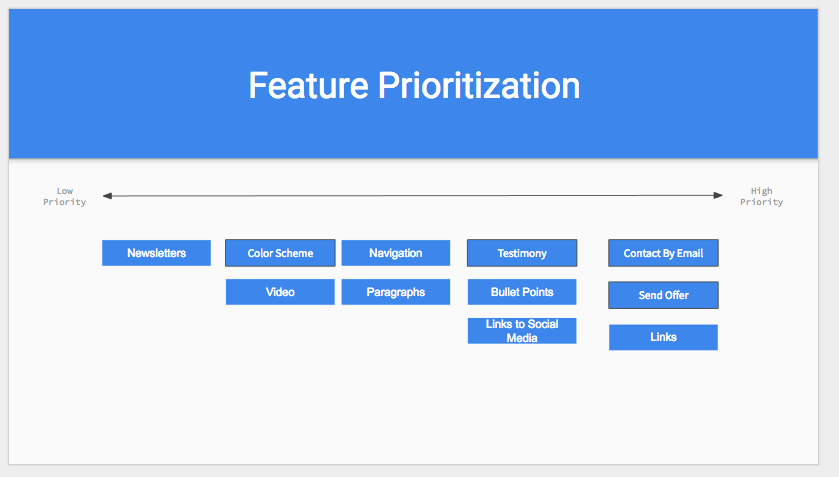 Feature Prioritization
Low
Priority
High
Priority
Newsletters
Color Scheme
Navigation
Testimony
Contact By Email
Video
Paragraphs
Bullet Points
Send Offer
Links to Social
Media
Links